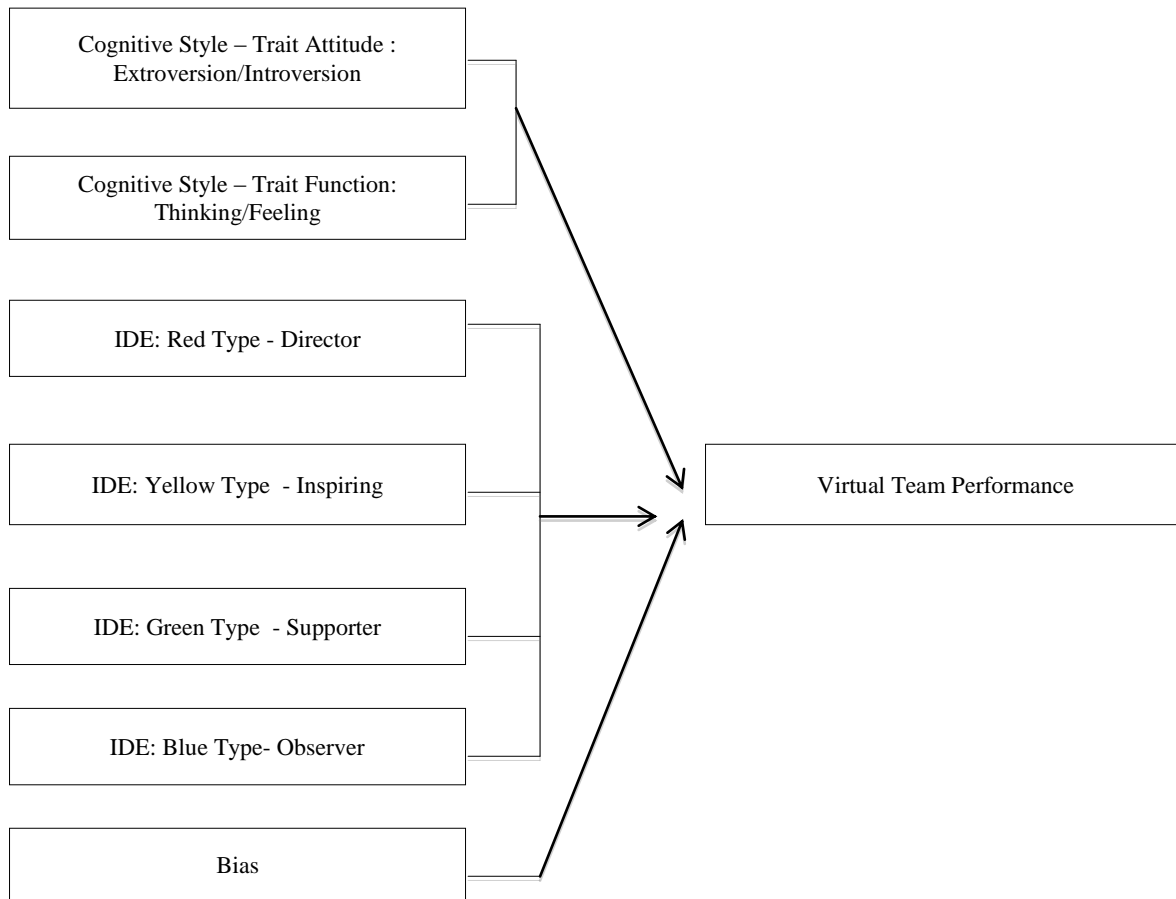 Cognitive Style – Trait Attitude :
Extroversion/Introversion
Cognitive Style – Trait Function:
Thinking/Feeling
IDE: Red Type - Director
IDE: Yellow Type  - Inspiring
Virtual Team Performance
IDE: Green Type  - Supporter
IDE: Blue Type- Observer
Bias